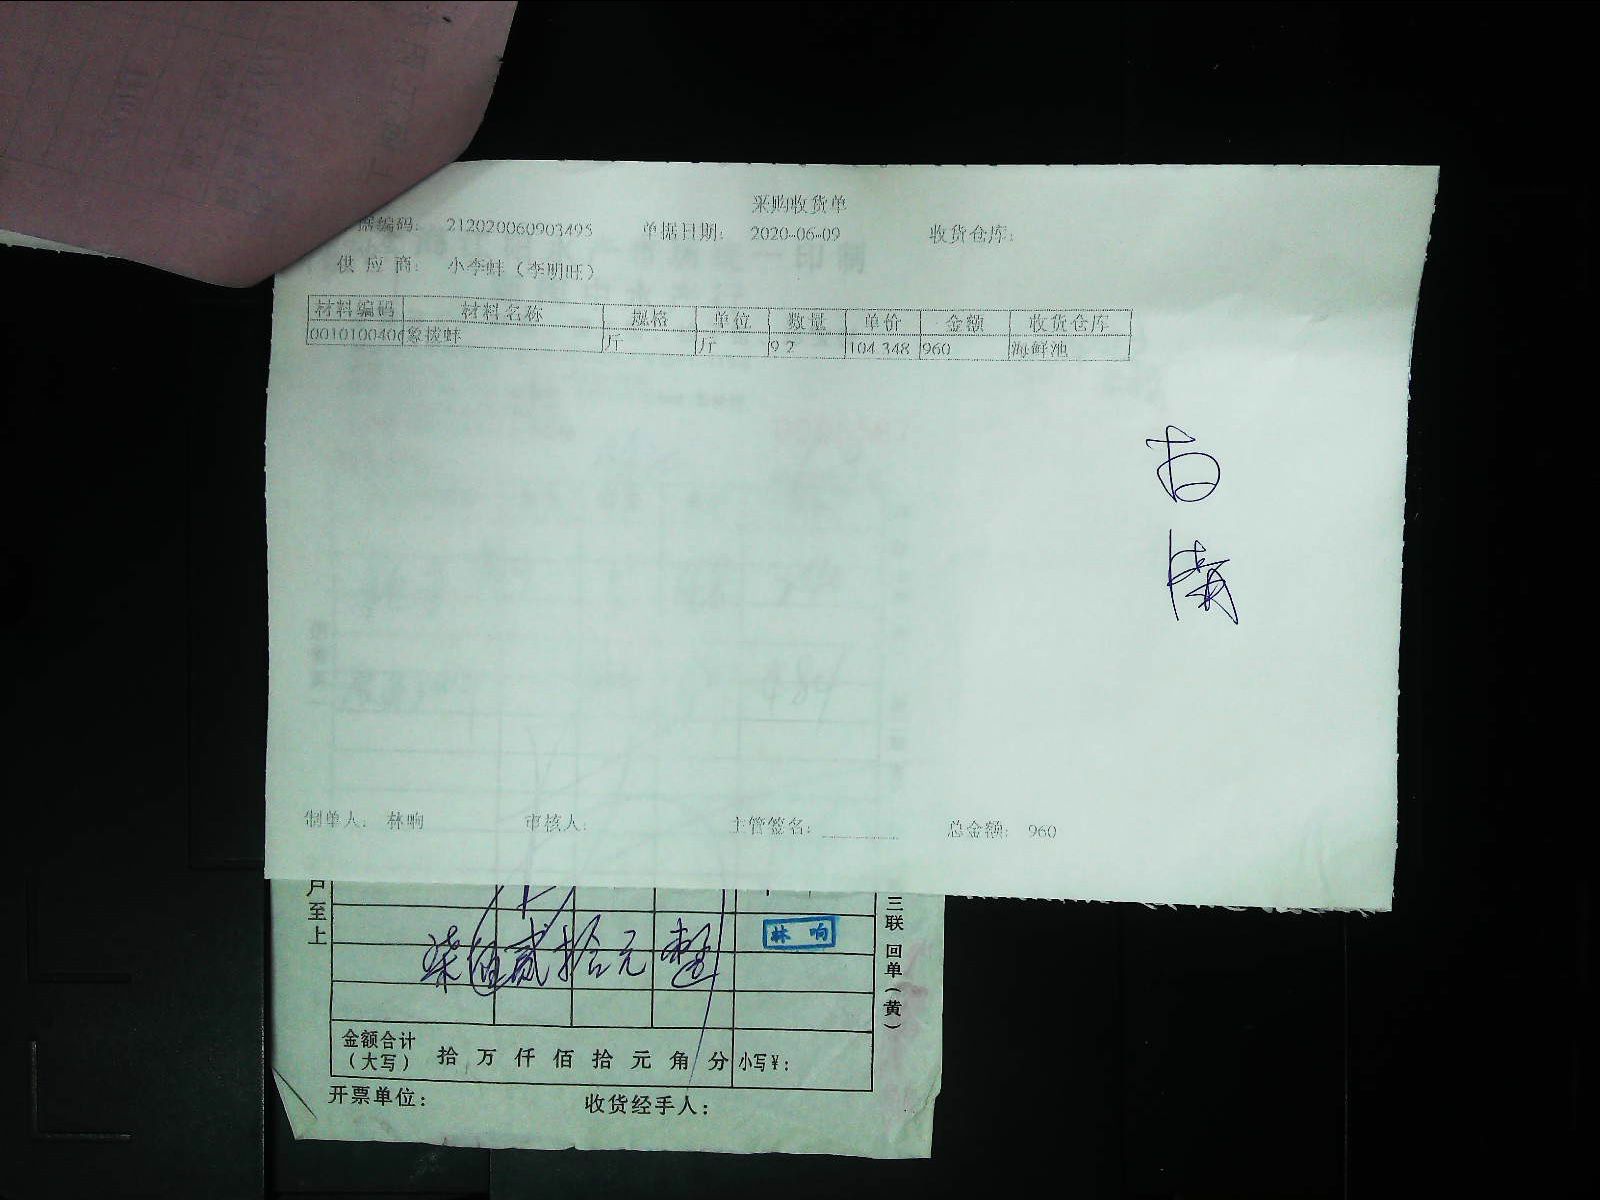 采购收货单
据编码: 212020060903495 单据日期: 2020-06-09 收货仓库:
供应商: 小李蚌（李明旺）
材料编码 材料名称 规格 单位 数量 单价 金额 收货仓库
0010100406 象拔蚌 斤 斤 9.2 104.348 960 海鲜池
制单人: 林响 审核人: 主管签名: 总金额: 960
户至上
三联 回单（黄）
林响
柒佰贰拾元整
金额合计（大写） 拾 万 仟 佰 拾 元 角 分 小写¥:
开票单位: 收货经手人: